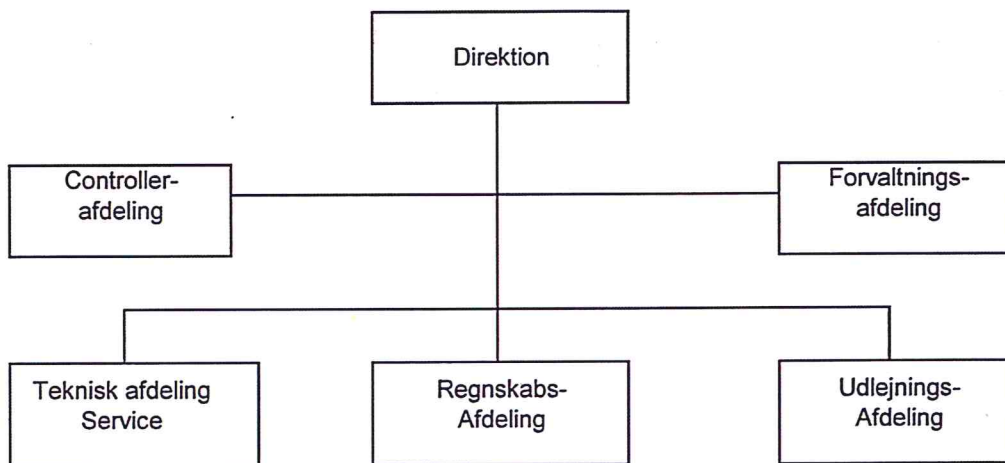 Direktion
Controller-
afdeling
Forvaltnings-
afdeling
Teknisk afdeling
Service
Regnskabs-
Afdeling
Udlejnings-
Afdeling